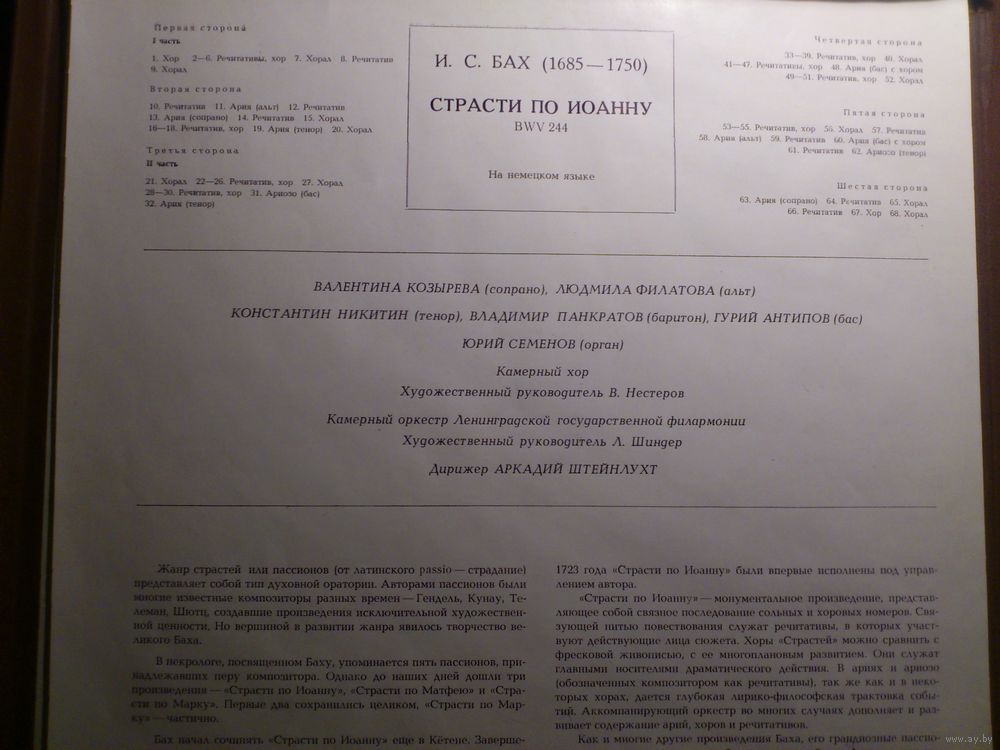 Первая сторона
I часть
1. Хор 2—6. Речитативы, хор 7. Хорал 8. Речитатив
9. Хорал
Вторая сторона
10. Речитатив 11. Ария (альт) 12. Речитатив
13. Ария (сопрано) 14. Речитатив 15. Хорал
16—18. Речитатив, хор 19. Ария (тенор) 20. Хорал
Третья сторона
II часть
21. Хорал 22—26. Речитатив, хор 27. Хорал
28—30. Речитатив, хор 31. Ариозо (бас)
32. Ария (тенор)
И. С. БАХ (1685—1750)
СТРАСТИ ПО ИОАННУ
BWV 244
На немецком языке
Четвертая сторона
33—39. Речитатив, хор 40. Хорал
41—47. Речитативы, хор 48. Ария (бас) с хором
49—51. Речитатив, хор 52. Хорал
Пятая сторона
53—55. Речитатив, хор 56. Хорал 57. Речитатив
58. Ария (альт) 59. Речитатив 60. Ария (бас) с хором
61. Речитатив 62. Ариозо (тенор)
Шестая сторона
63. Ария (сопрано) 64. Речитатив 65. Хорал
66. Речитатив 67. Хор 68. Хорал
ВАЛЕНТИНА КОЗЫРЕВА (сопрано), ЛЮДМИЛА ФИЛАТОВА (альт)
КОНСТАНТИН НИКИТИН (тенор), ВЛАДИМИР ПАНКРАТОВ (баритон), ГУРИЙ АНТИПОВ (бас)
ЮРИЙ СЕМЕНОВ (орган)
Камерный хор
Художественный руководитель В. Нестеров
Камерный оркестр Ленинградской государственной филармонии
Художественный руководитель Л. Шиндер
Дирижер АРКАДИЙ ШТЕЙНЛУХТ
Жанр страстей или пассионов (от латинского passio — страдание)
представляет собой тип духовной оратории. Авторами пассионов были
многие известные композиторы разных времен — Гендель, Кунау, Те-
леман, Шютц, создавшие произведения исключительной художествен-
ной ценности. Но вершиной в развитии жанра явилось творчество ве-
ликого Баха.
В некрологе, посвященном Баху, упоминается пять пассионов, при-
надлежавших перу композитора. Однако до наших дней дошли три
произведения — «Страсти по Иоанну», «Страсти по Матфею» и «Стра-
сти по Марку». Первые два сохранились целиком, «Страсти по Мар-
ку» — частично.
Бах начал сочинять «Страсти по Иоанну» еще в Кётене. Заверше-
1723 года «Страсти по Иоанну» были впервые исполнены под управ-
лением автора.
«Страсти по Иоанну» — монументальное произведение, представ-
ляющее собой связное последование сольных и хоровых номеров. Свя-
зующей нитью повествования служат речитативы, в которых участ-
вуют действующие лица сюжета. Хоры «Страстей» можно сравнить с
фресковой живописью, с ее многоплановым развитием. Они служат
главными носителями драматического действия. В ариях и ариозо
(обозначенных композитором как речитативы), так же как и в неко-
торых хорах, дается глубокая лирико-философская трактовка собы-
тий. Аккомпанирующий оркестр во многих случаях дополняет и раз-
вивает содержание арий, хоров и речитативов.
Как и многие другие произведения Баха, его грандиозные пассио-
www.ay.by